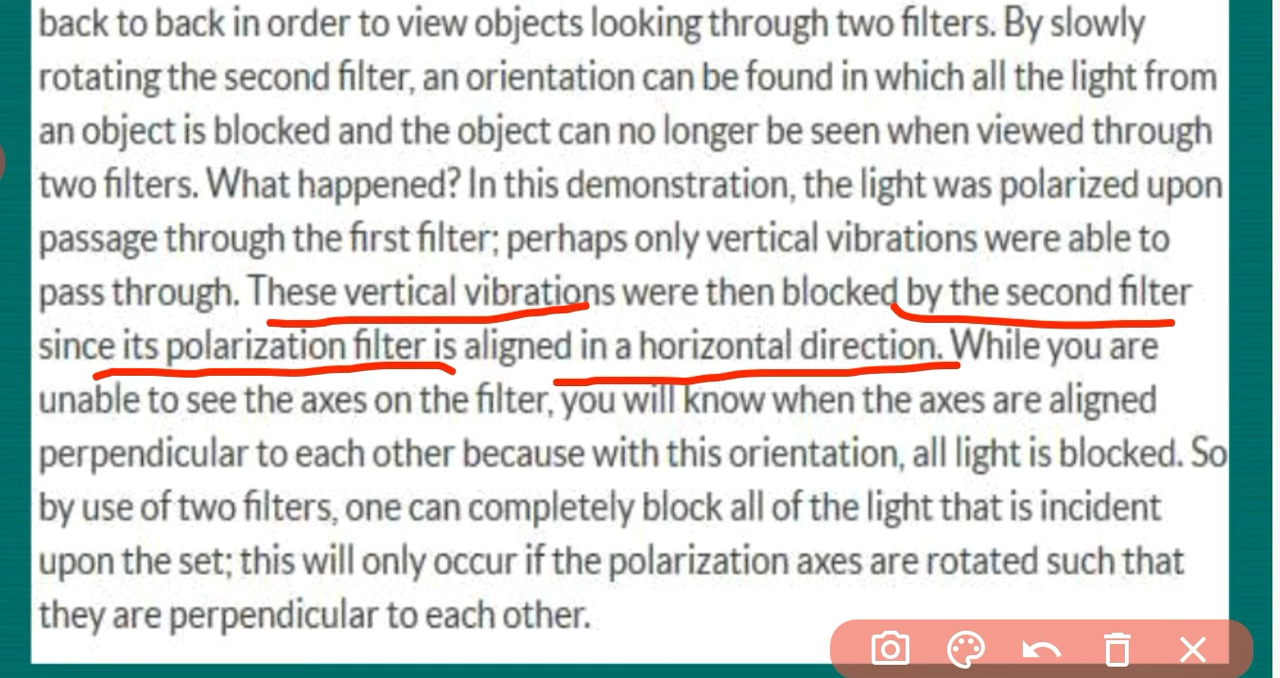 back to back in order to view objects looking through two filters. By slowly
rotating the second filter, an orientation can be found in which all the light from
an object is blocked and the object can no longer be seen when viewed through
two filters. What happened? In this demonstration, the light was polarized upon
passage through the first filter; perhaps only vertical vibrations were able to
pass through. These vertical vibrations were then blocked by the second filter
since its polarization filter is aligned in a horizontal direction. While you are
unable to see the axes on the filter, you will know when the axes are aligned
perpendicular to each other because with this orientation, all light is blocked. So
by use of two filters, one can completely block all of the light that is incident
upon the set; this will only occur if the polarization axes are rotated such that
they are perpendicular to each other.